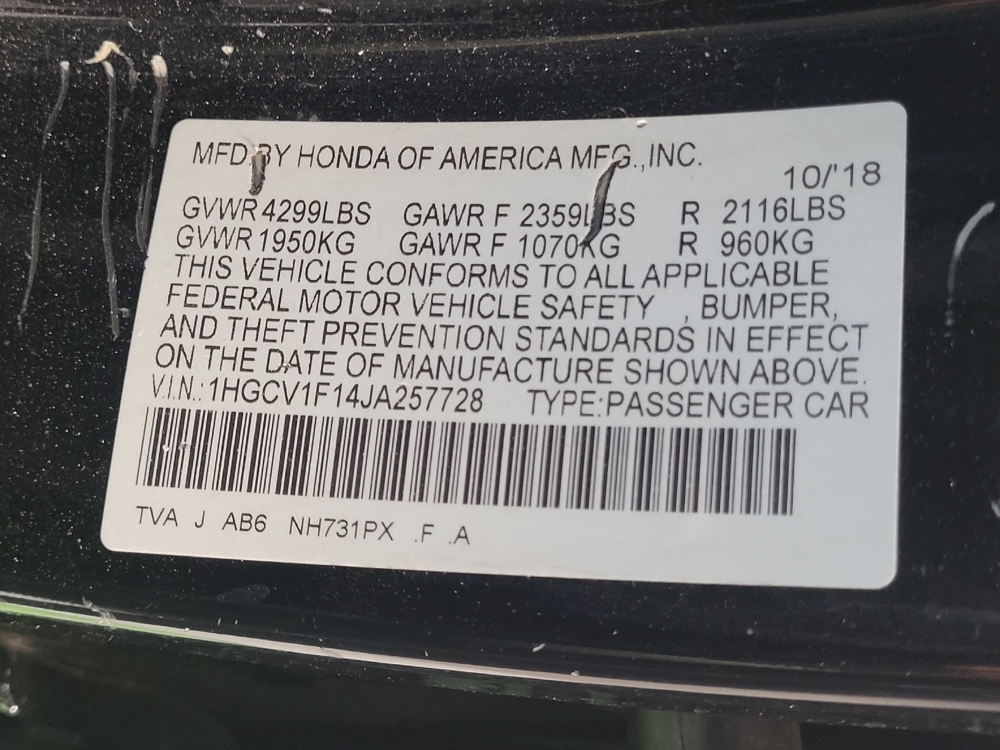 MFD.BY HONDA OF AMERICA MFG.,INC.
10/'18
GVWR 4299LBS GAWR F 2359LBS R 2116LBS
GVWR 1950KG GAWR F 1070KG R 960KG
THIS VEHICLE CONFORMS TO ALL APPLICABLE
FEDERAL MOTOR VEHICLE SAFETY , BUMPER,
AND THEFT PREVENTION STANDARDS IN EFFECT
ON THE DATE OF MANUFACTURE SHOWN ABOVE.
V.I.N.:1HGCV1F14JA257728 TYPE:PASSENGER CAR
TVA J AB6 NH731PX .F .A